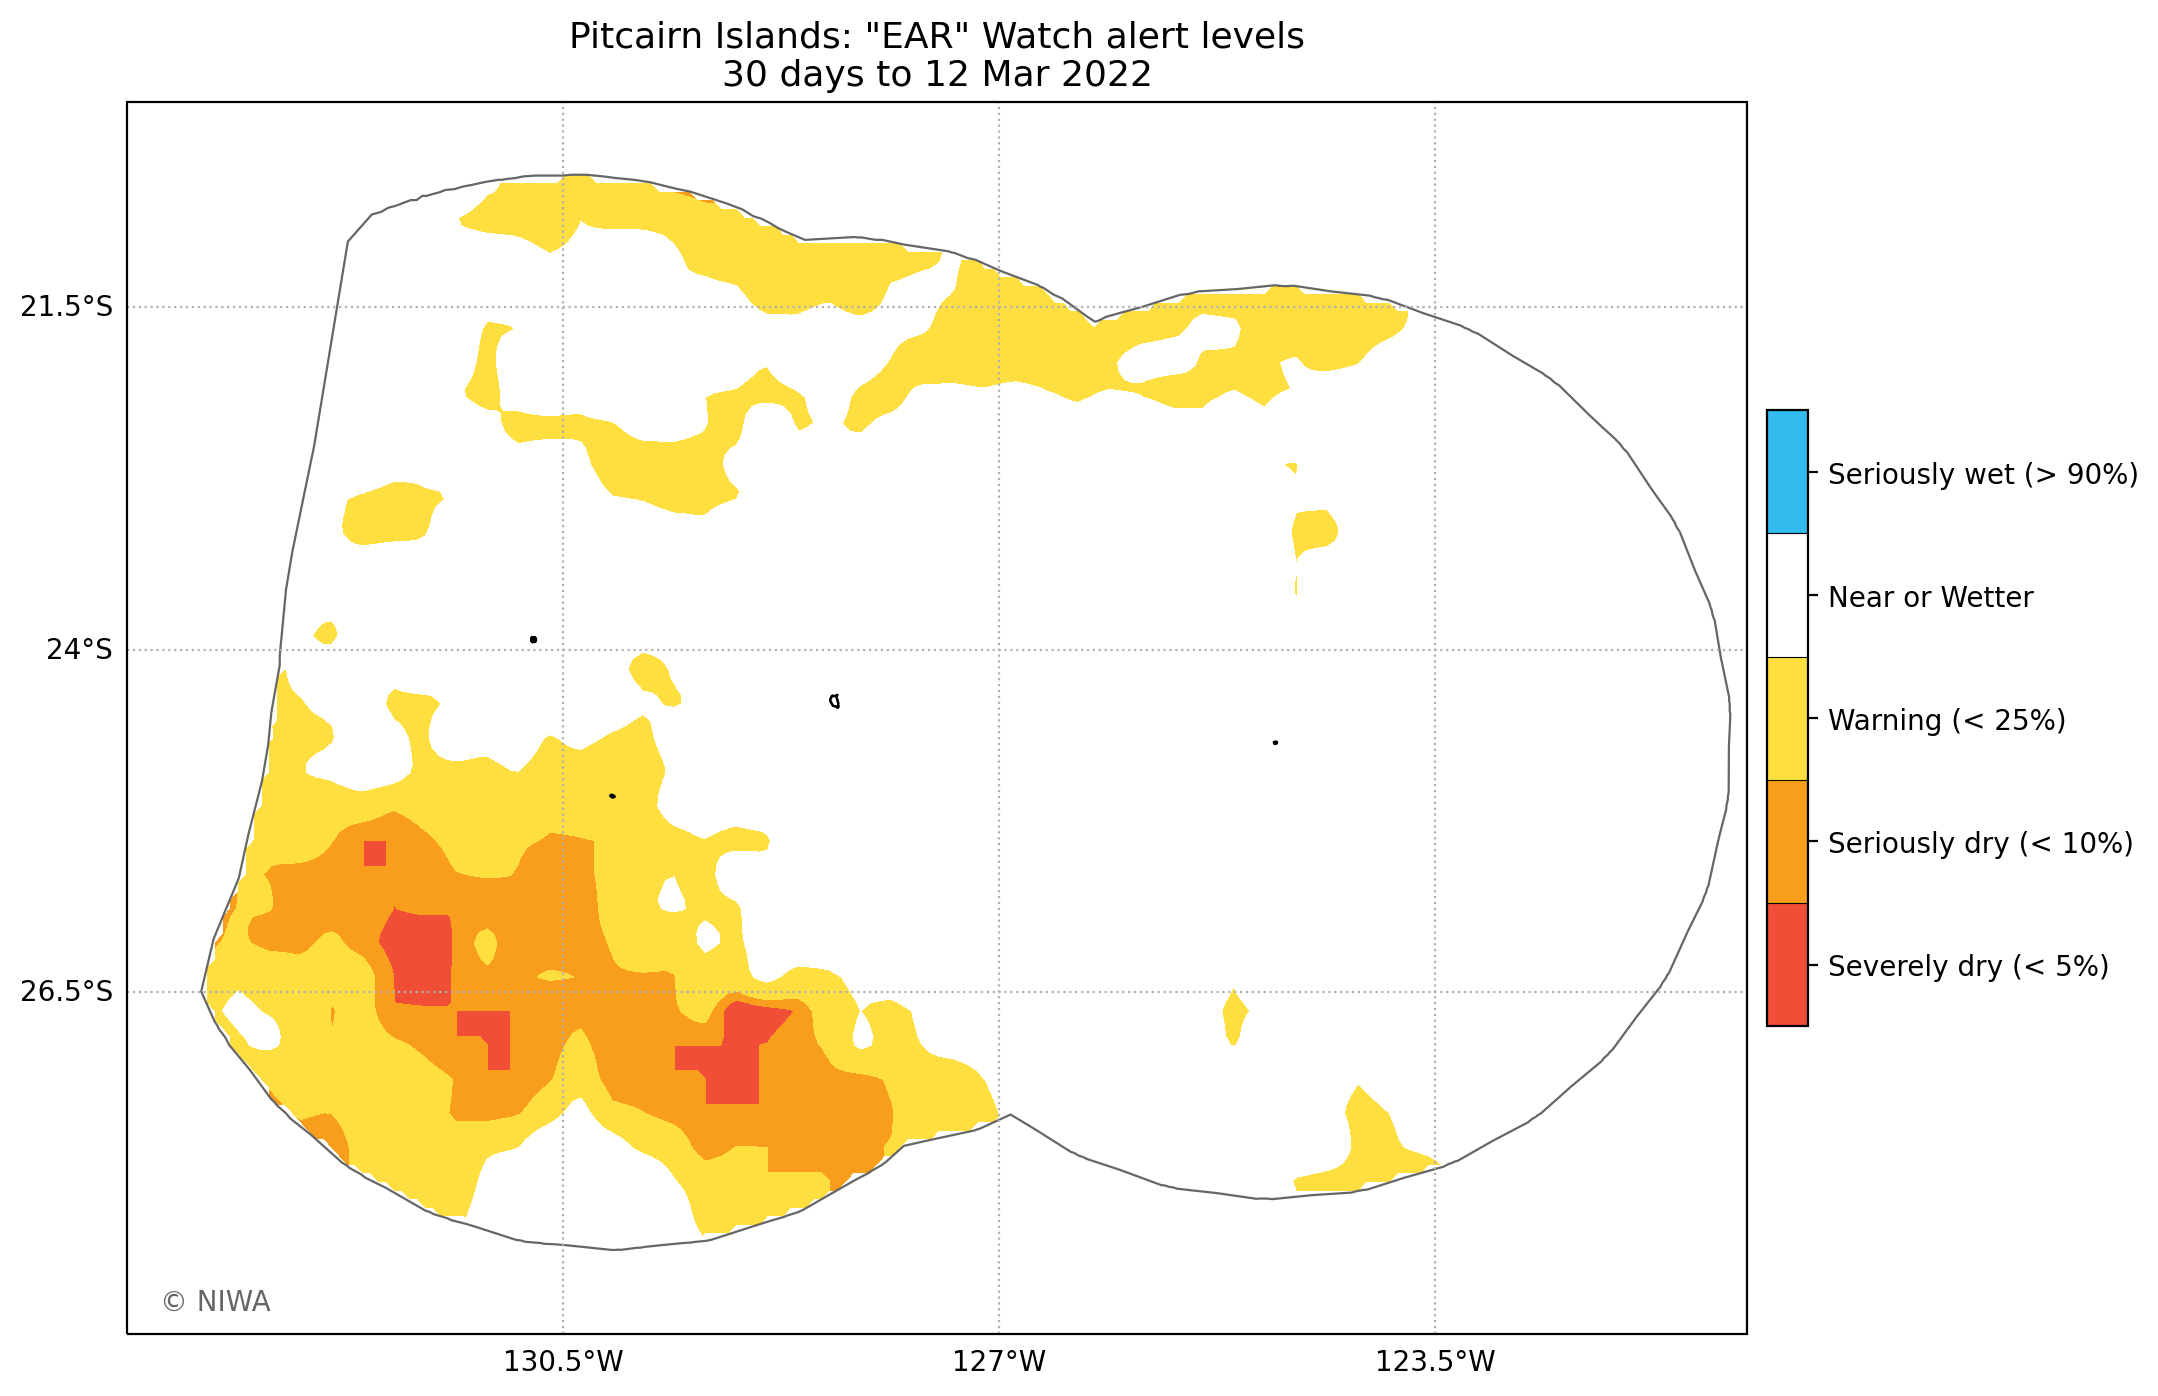 Pitcairn Islands: "EAR" Watch alert levels
30 days to 12 Mar 2022
21.5°S
24°S
26.5°S
130.5°W
127°W
123.5°W
Seriously wet (> 90%)
Near or Wetter
Warning (< 25%)
Seriously dry (< 10%)
Severely dry (< 5%)
© NIWA